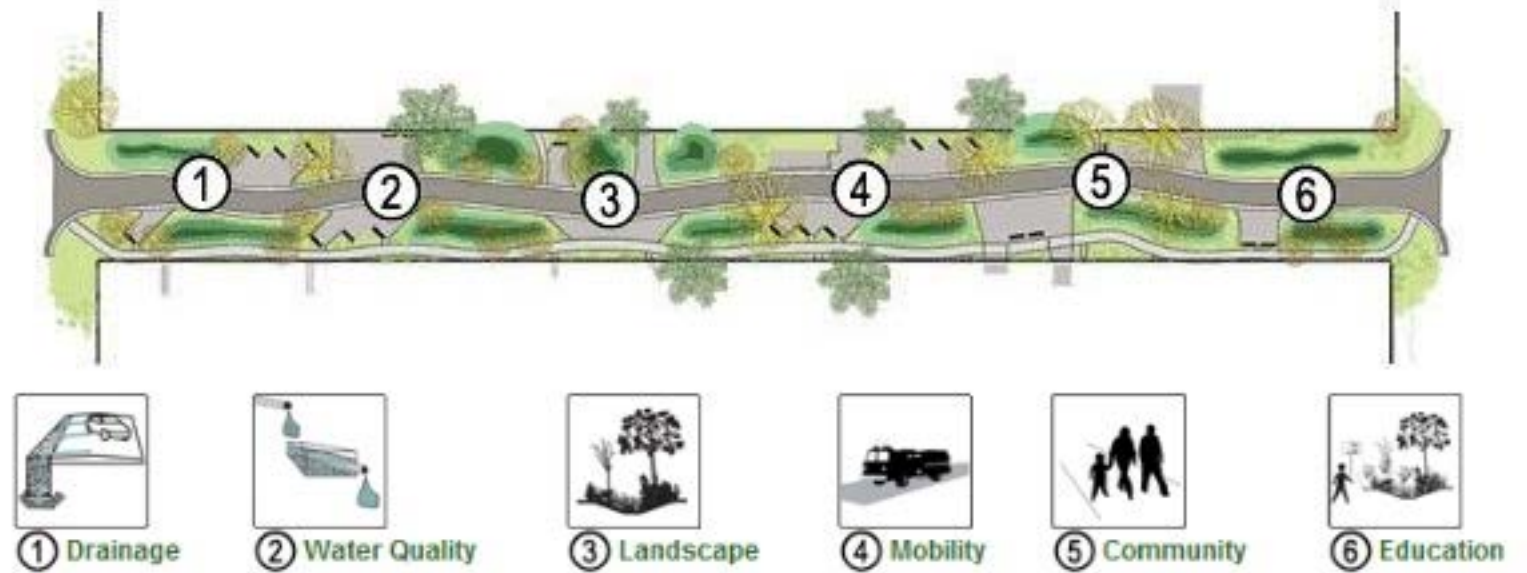 1 2 3 4 5 6
1 Drainage
2 Water Quality
3 Landscape
4 Mobility
5 Community
6 Education